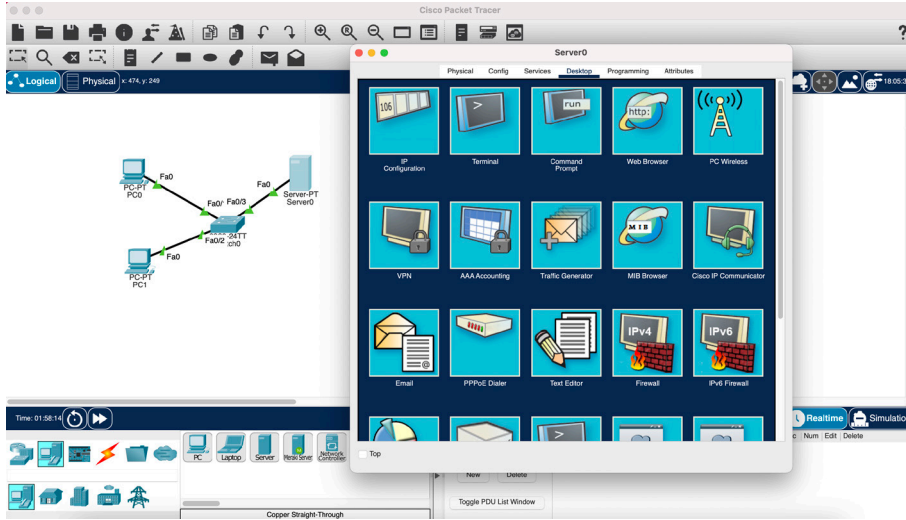 Cisco Packet Tracer
Logical
Physical
x: 474, y: 249
Server0
Physical Config Services Desktop Programming Attributes
106
IP
Configuration
Terminal
run
Command
Prompt
http:
Web Browser
PC Wireless
VPN
AAA Accounting
Traffic Generator
MIB
MIB Browser
Cisco IP Communicator
Email
PPPoE Dialer
Text Editor
IPv4
Firewall
IPv6
IPv6 Firewall
Top
PC-PT
PC0
Fa0
Fa0/ Fa0/3
Fa0
Server-PT
Server0
Fa0/2
-24TT
ch0
Fa0
PC-PT
PC1
18:05:3
Time: 01:58:14
Realtime
Simulatio
c Num Edit Delete
PC
Laptop
Server
Meraki Server
Network
Controller
New
Delete
Toggle PDU List Window
Copper Straight-Through
?